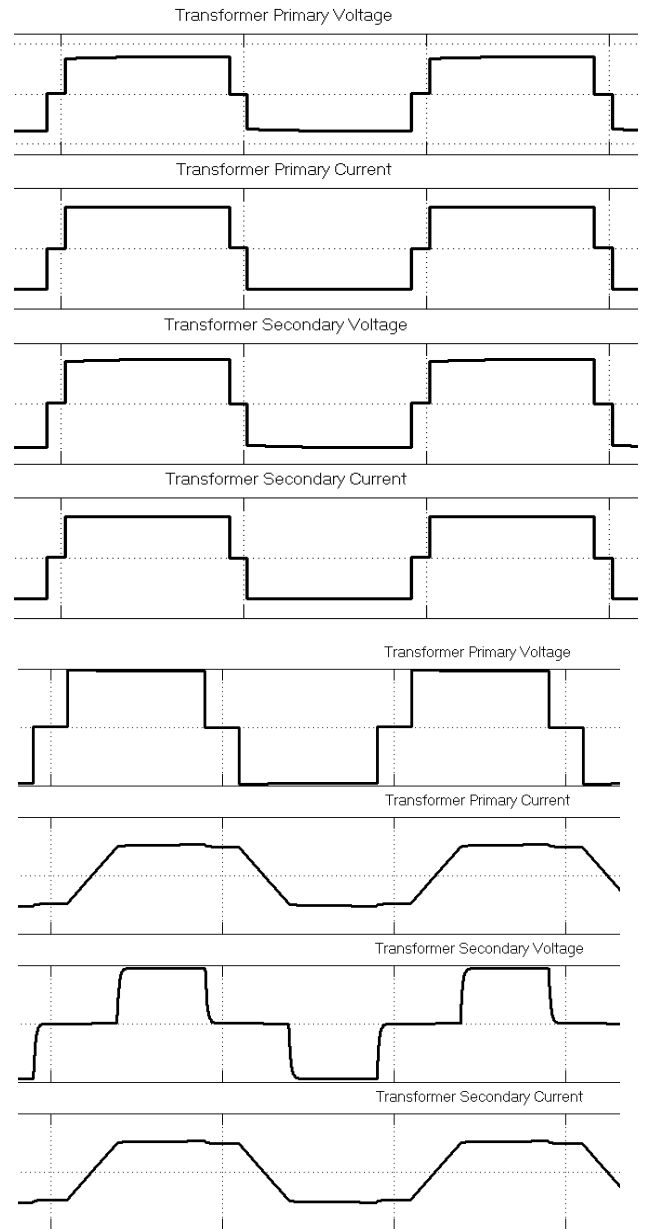 Transformer Primary Voltage
Transformer Primary Current
Transformer Secondary Voltage
Transformer Secondary Current
Transformer Primary Voltage
Transformer Primary Current
Transformer Secondary Voltage
Transformer Secondary Current